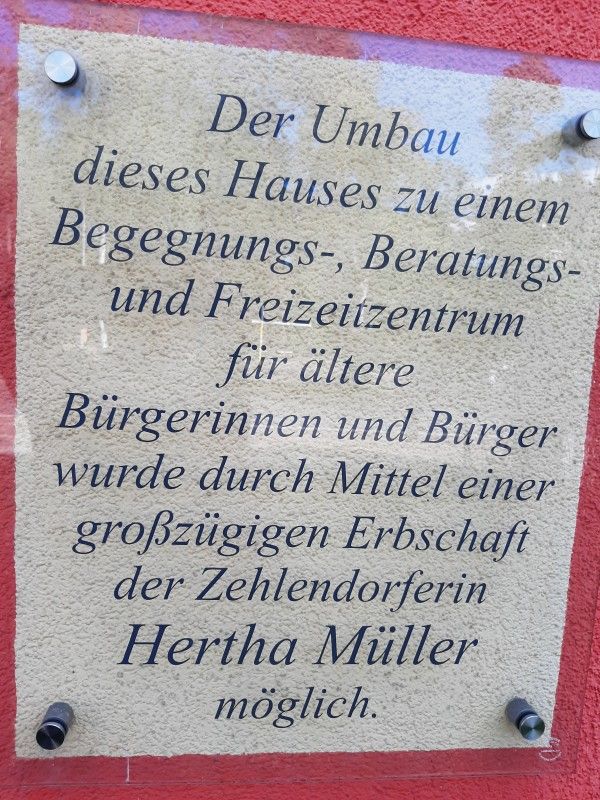 Der Umbau
dieses Hauses zu einem
Begegnungs-, Beratungs-
und Freizeitzentrum
für ältere
Bürgerinnen und Bürger
wurde durch Mittel einer
großzügigen Erbschaft
der Zehlendorferin
Hertha Müller
möglich.